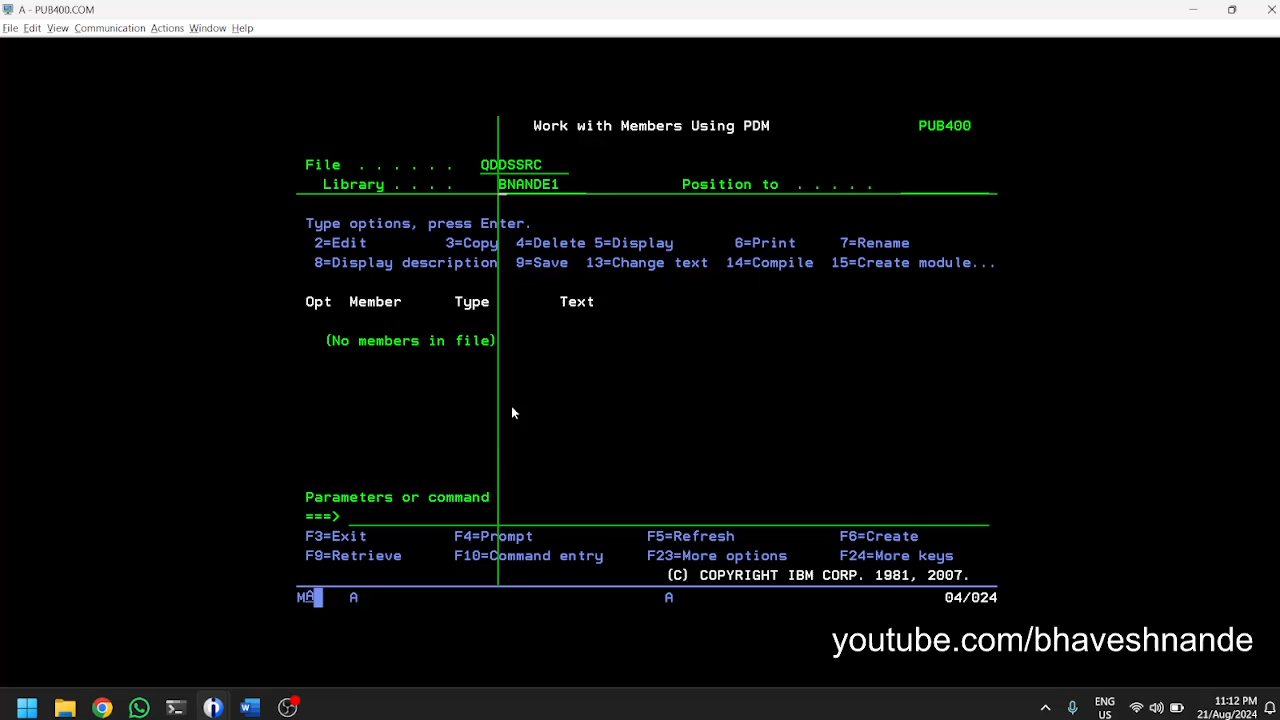 A - PUB400.COM
File Edit View Communication Actions Window Help
Work with Members Using PDM PUB400
File . . . . . . QDDSSRC
Library . . . . BNANDE1 Position to . . . . .
Type options, press Enter.
2=Edit 3=Copy 4=Delete 5=Display 6=Print 7=Rename
8=Display description 9=Save 13=Change text 14=Compile 15=Create module...
Opt Member Type Text
(No members in file)
Parameters or command
===>
F3=Exit F4=Prompt F5=Refresh F6=Create
F9=Retrieve F10=Command entry F23=More options F24=More keys
(C) COPYRIGHT IBM CORP. 1981, 2007.
MA A A 04/024
youtube.com/bhaveshnande
ENG 11:12 PM
US 21/Aug/2024